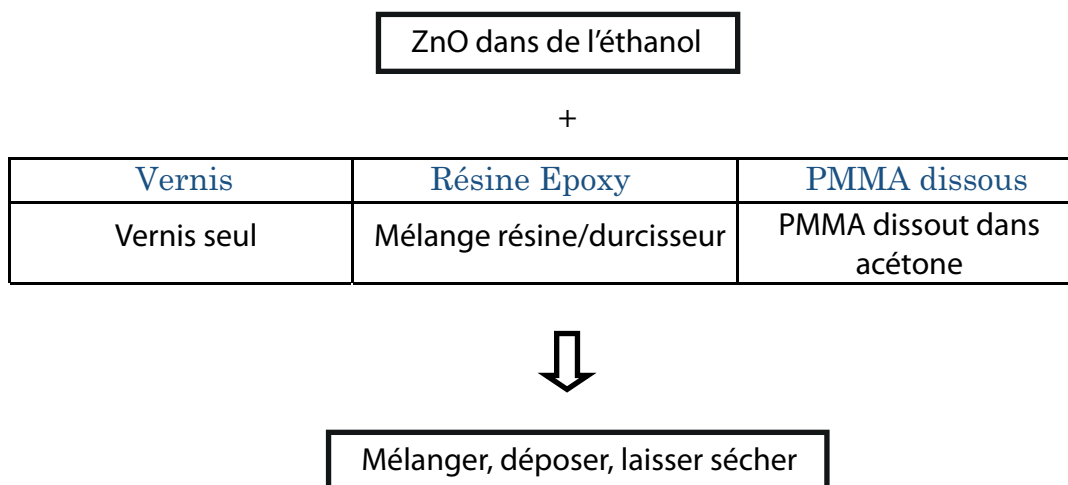 ZnO dans de l’éthanol
+
Vernis Résine Epoxy PMMA dissous
Vernis seul Mélange résine/durcisseur PMMA dissout dans
acétone
Mélanger, déposer, laisser sécher